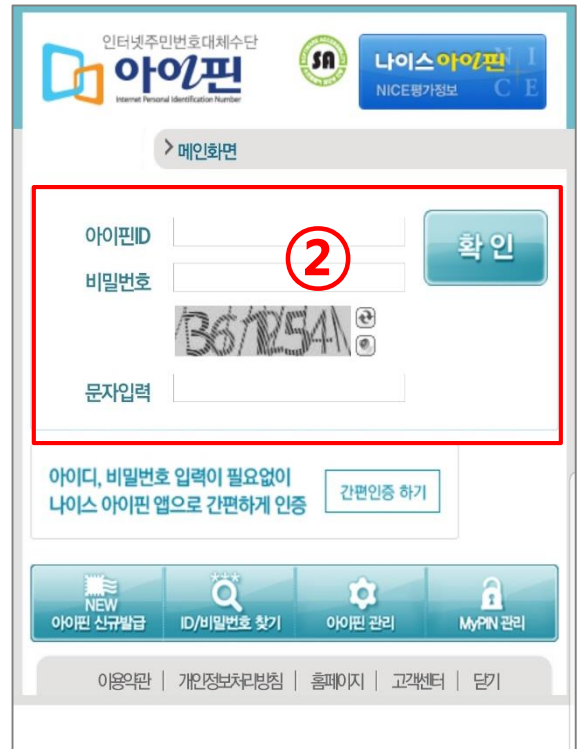 인터넷주민번호대체수단
아이핀
Internet Personal Identification Number
SA
나이스 아이핀
NICE평가정보
NICE
메인화면
아이핀ID
②
확인
비밀번호
문자입력
아이디, 비밀번호 입력이 필요없이
나이스 아이핀 앱으로 간편하게 인증
간편인증 하기
NEW
아이핀 신규발급
ID/비밀번호 찾기
아이핀 관리
MyPIN 관리
이용약관 | 개인정보처리방침 | 홈페이지 | 고객센터 | 닫기